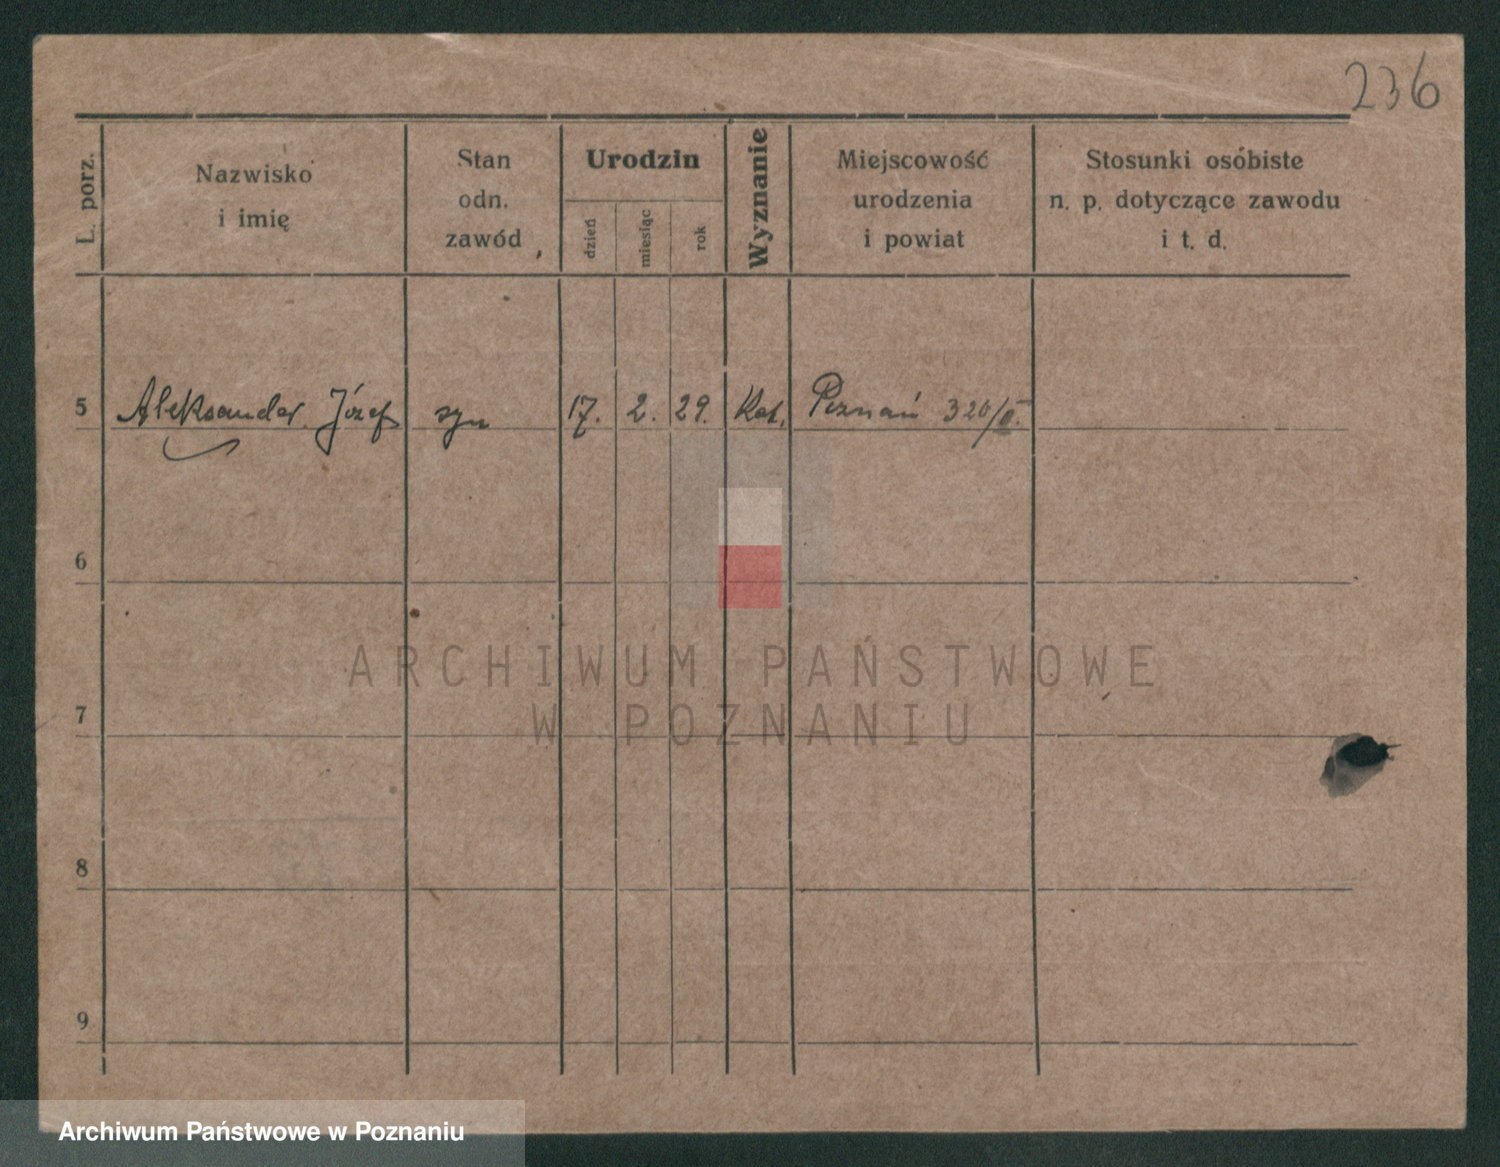 236
L. porz.
Nazwisko
i imię
Stan
odn.
zawód
Urodzin
dzień
miesiąc
rok
Wyznanie
Miejscowość
urodzenia
i powiat
Stosunki osobiste
n. p. dotyczące zawodu
i t. d.
5 Aleksander Józef syn 17. 2. 29. Kat. Poznań 320/II.
6
ARCHIWUM PAŃSTWOWE
W POZNANIU
7
8
9
Archiwum Państwowe w Poznaniu